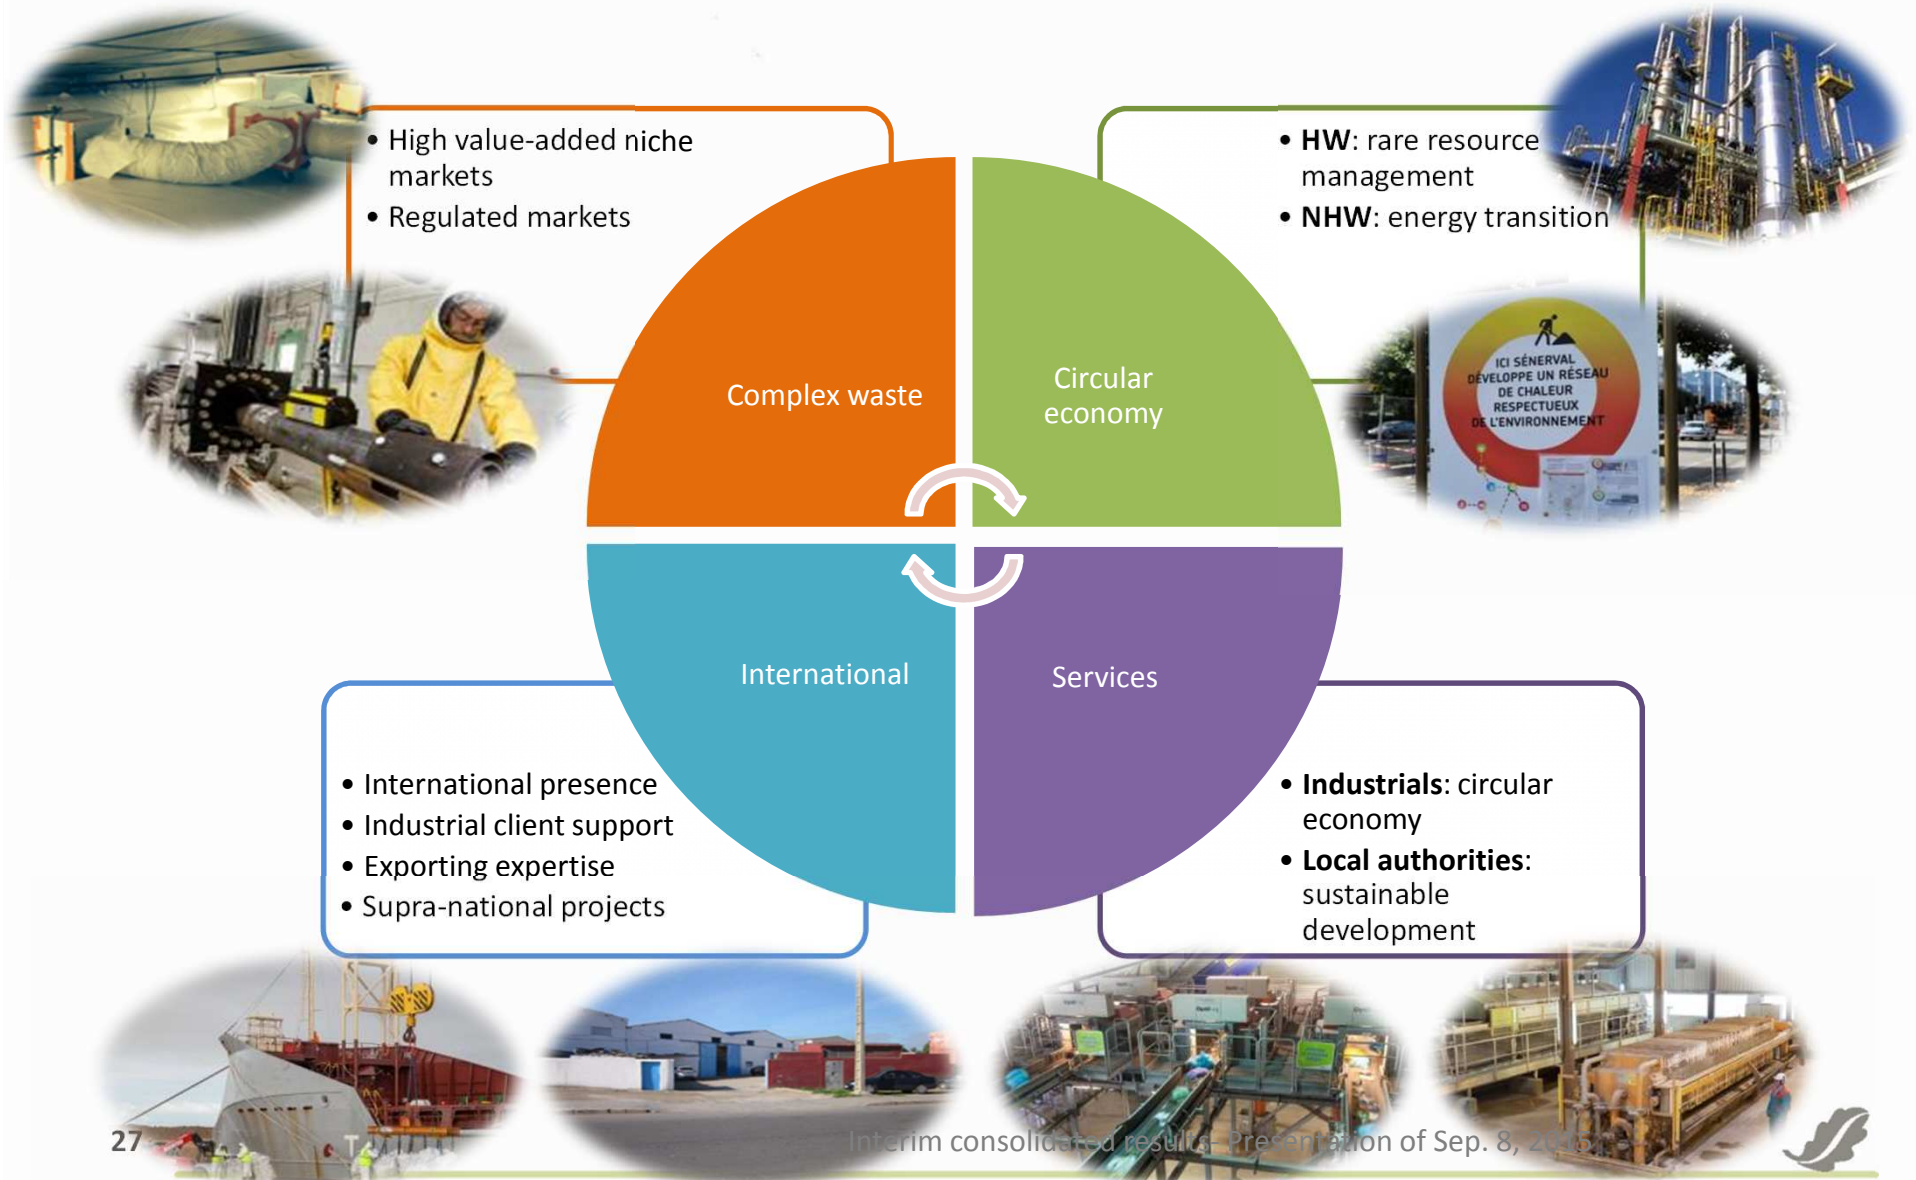 • High value-added niche
markets
• Regulated markets
• HW: rare resource
management
• NHW: energy transition
ICI SÉNERVAL
DÉVELOPPE UN RÉSEAU
DE CHALEUR
RESPECTUEUX
DE L'ENVIRONNEMENT
Complex waste
Circular
economy
International
Services
• International presence
• Industrial client support
• Exporting expertise
• Supra-national projects
• Industrials: circular
economy
• Local authorities:
sustainable
development
27
Interim consolidated results- Presentation of Sep. 8,